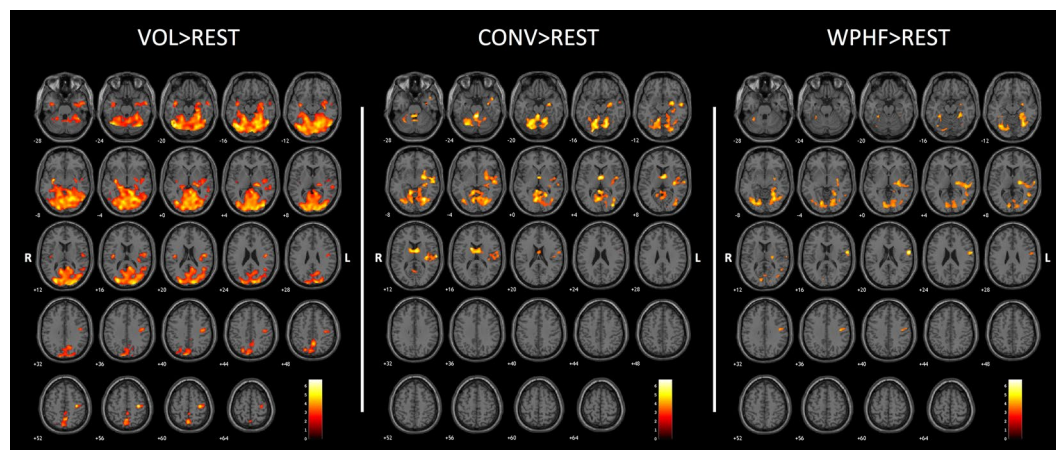 VOL>REST
CONV>REST
WPHF>REST
-28 -24 -20 -16 -12
-28 -24 -20 -16 -12
-28 -24 -20 -16 -12
-8 -4 +0 +4 +8
-8 -4 +0 +4 +8
-8 -4 +0 +4 +8
R L
R L
R L
+12 +16 +20 +24 +28
+12 +16 +20 +24 +28
+12 +16 +20 +24 +28
+32 +36 +40 +44 +48
+32 +36 +40 +44 +48
+32 +36 +40 +44 +48
+52 +56 +60 +64
+52 +56 +60 +64
+52 +56 +60 +64